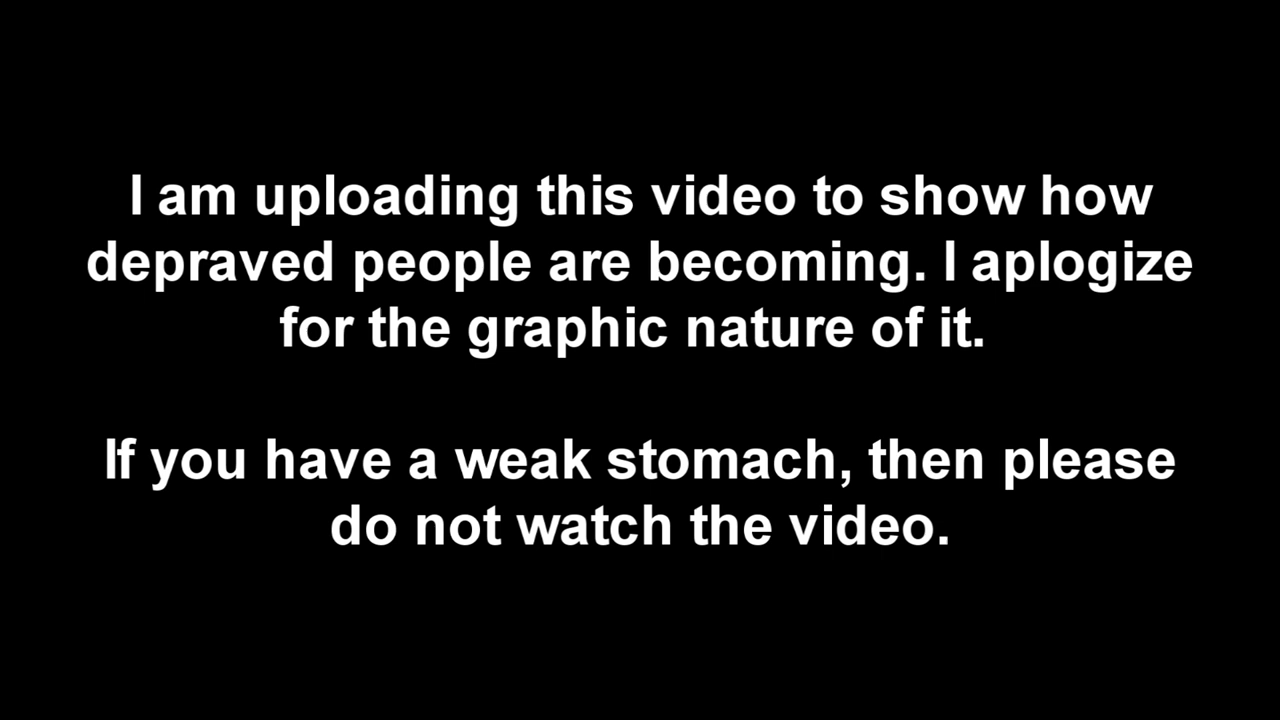 I am uploading this video to show how
depraved people are becoming. I aplogize
for the graphic nature of it.
If you have a weak stomach, then please
do not watch the video.